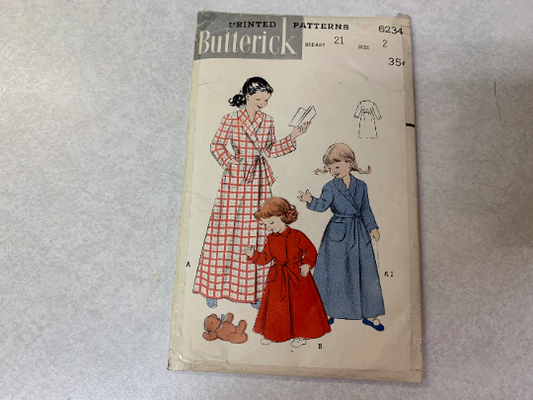 PRINTED PATTERNS 6234
Butterick BREAST 21 SIZE 2
35¢
A
A1
B